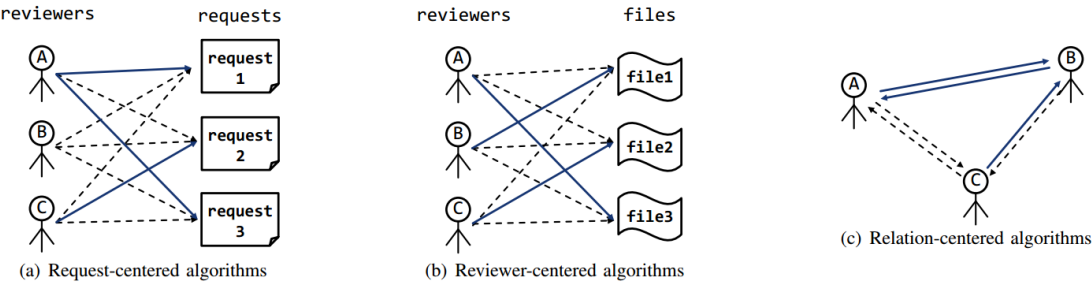 reviewers requests
A
request
1
B
request
2
C
request
3
(a) Request-centered algorithms
reviewers files
A
file1
B
file2
C
file3
(b) Reviewer-centered algorithms
A
B
C
(c) Relation-centered algorithms